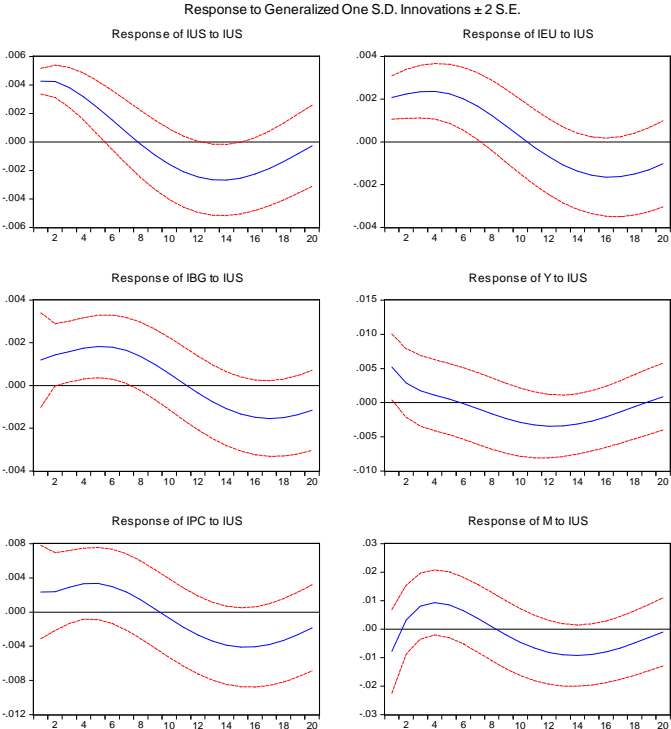 Response to Generalized One S.D. Innovations ± 2 S.E.
Response of IUS to IUS
.006
.004
.002
.000
-.002
-.004
-.006
2 4 6 8 10 12 14 16 18 20
Response of IEU to IUS
.004
.002
.000
-.002
-.004
2 4 6 8 10 12 14 16 18 20
Response of IBG to IUS
.004
.002
.000
-.002
-.004
2 4 6 8 10 12 14 16 18 20
Response of Y to IUS
.015
.010
.005
.000
-.005
-.010
2 4 6 8 10 12 14 16 18 20
Response of IPC to IUS
.008
.004
.000
-.004
-.008
-.012
2 4 6 8 10 12 14 16 18 20
Response of M to IUS
.03
.02
.01
.00
-.01
-.02
-.03
2 4 6 8 10 12 14 16 18 20